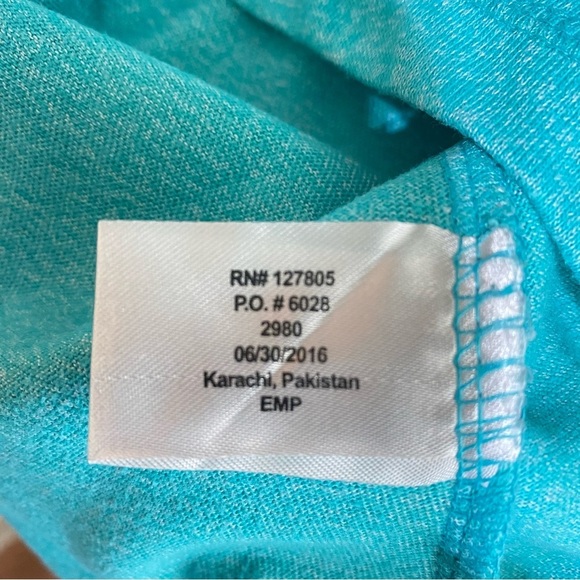 RN# 127805
P.O. # 6028
2980
06/30/2016
Karachi, Pakistan
EMP